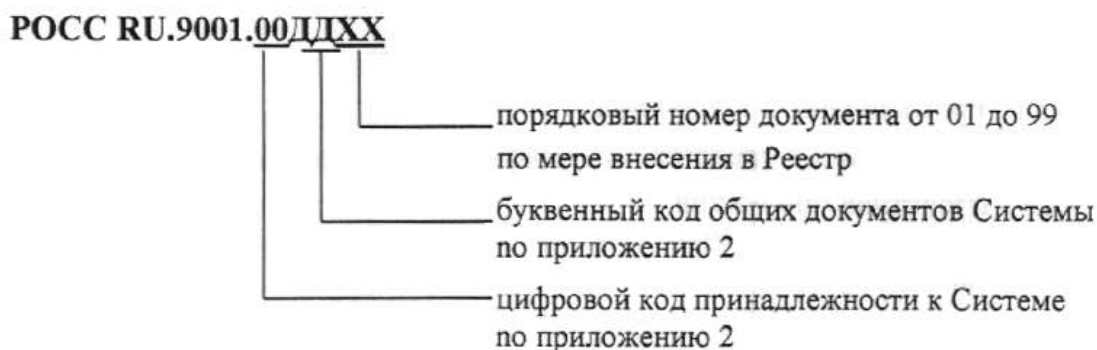 РОСС RU.9001.00ДДХХ
порядковый номер документа от 01 до 99
по мере внесения в Реестр
буквенный код общих документов Системы
по приложению 2
цифровой код принадлежности к Системе
по приложению 2